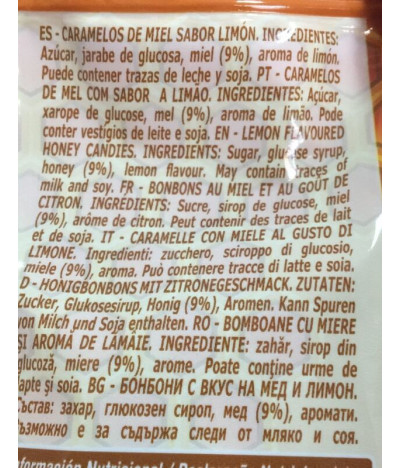 ES - CARAMELOS DE MIEL SABOR LIMÓN. INGREDIENTES:
Azúcar, jarabe de glucosa, miel (9%), aroma de limón.
Puede contener trazas de leche y soja. PT - CARAMELOS
DE MEL COM SABOR A LIMÃO. INGREDIENTES: Açúcar,
xarope de glucose, mel (9%), aroma de limão. Pode
conter vestígios de leite e soja. EN - LEMON FLAVOURED
HONEY CANDIES. INGREDIENTS: Sugar, glucose syrup,
honey (9%), lemon flavour. May contain traces of
milk and soy. FR - BONBONS AU MIEL ET AU GOÛT DE
CITRON. INGRÉDIENTS: Sucre, sirop de glucose, miel
(9%), arôme de citron. Peut contenir des traces de lait
et de soja. IT - CARAMELLE CON MIELE AL GUSTO DI
LIMONE. Ingredienti: zucchero, sciroppo di glucosio,
miele (9%), aroma. Può contenere tracce di latte e soia.
D - HONIGBONBONS MIT ZITRONEGESCHMACK. ZUTATEN:
Zucker, Glukosesirup, Honig (9%), Aromen. Kann Spuren
von Milch und Soja enthalten. RO - BOMBOANE CU MIERE
ȘI AROMĂ DE LĂMÂIE. INGREDIENTE: zahăr, sirop din
glucoză, miere (9%), arome. Poate conține urme de
lapte și soia. BG - БОНБОНИ С ВКУС НА МЕД И ЛИМОН.
Състав: захар, глюкозен сироп, мед (9%), аромати.
Възможно е за съдържа следи от мляко и соя.
Información Nutricional /